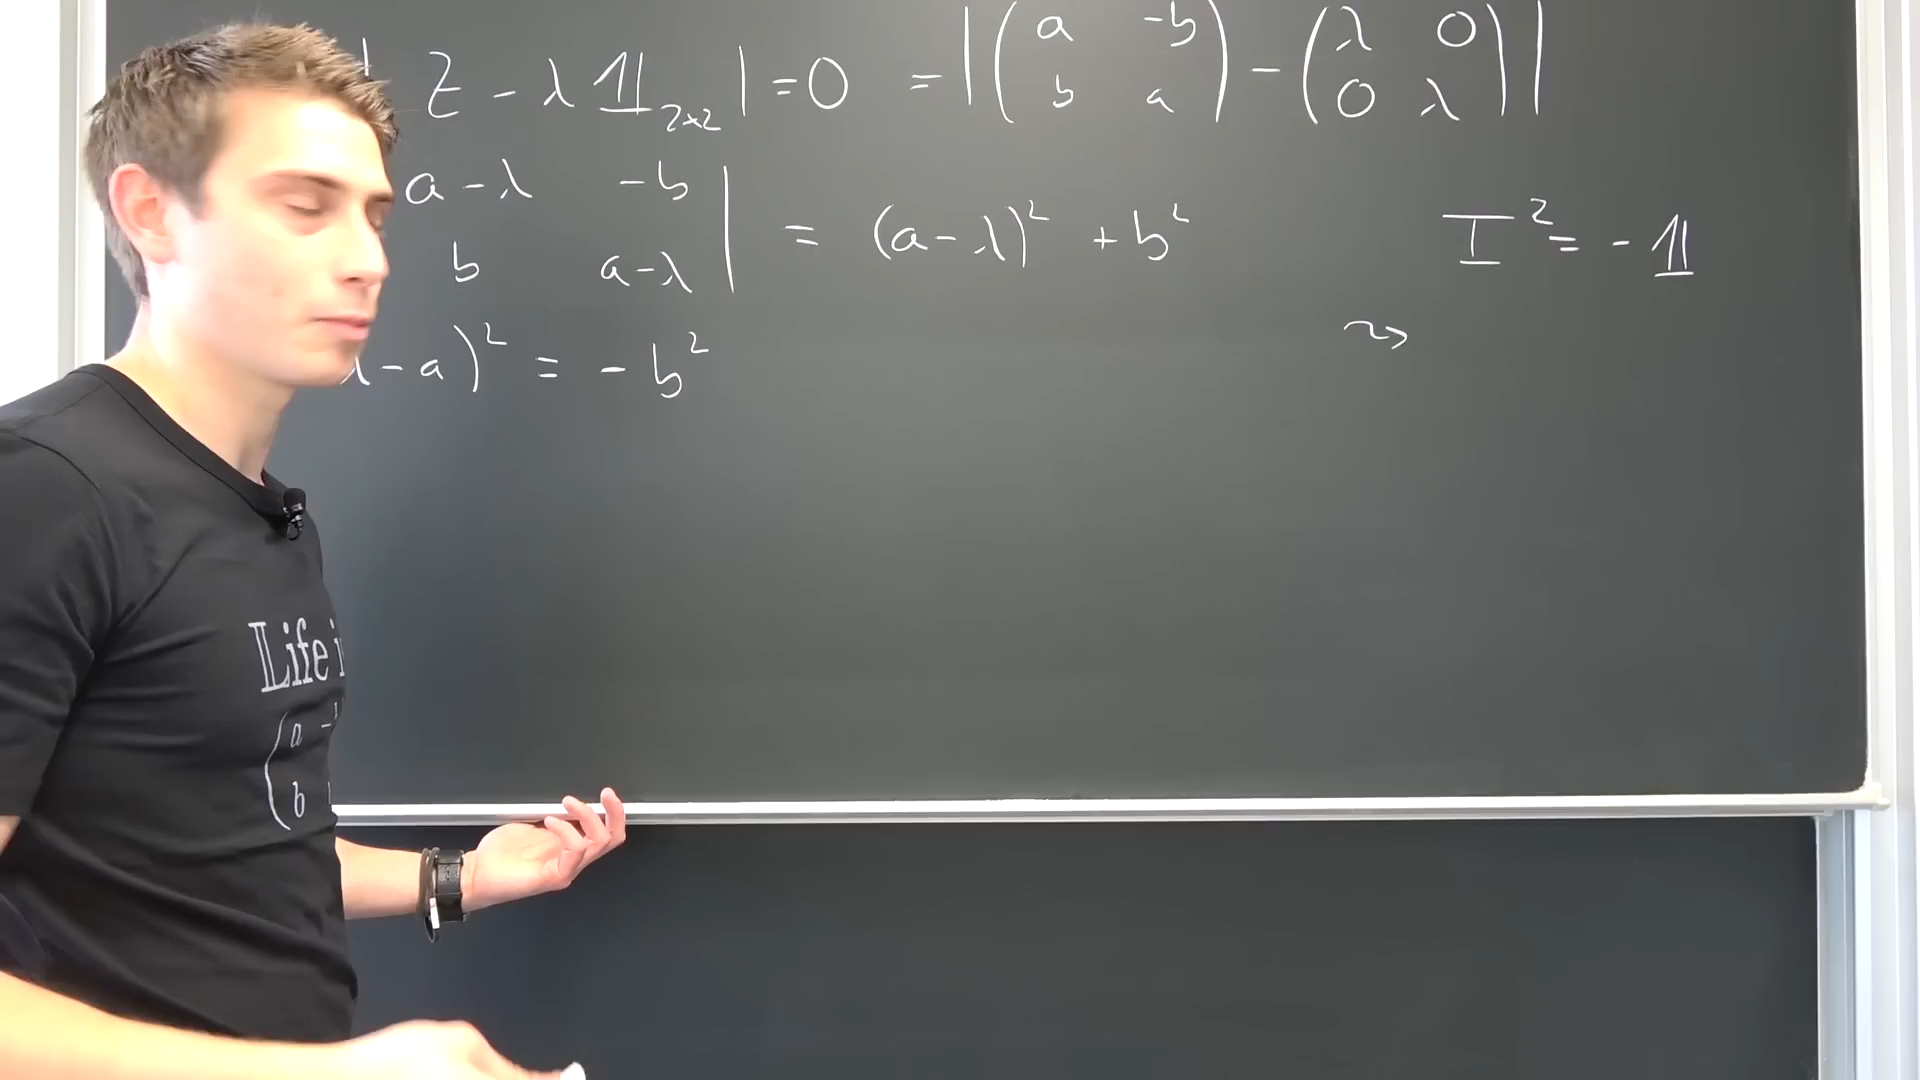 | Z - λ 𝟙₂ₓ₂ | = 0 = | ( a -b
b a ) - ( λ 0
0 λ ) |
a - λ -b
b a - λ | = (a - λ)² + b²
I² = - 𝟙
⤳
λ - a)² = - b²
Life i
( a -
b